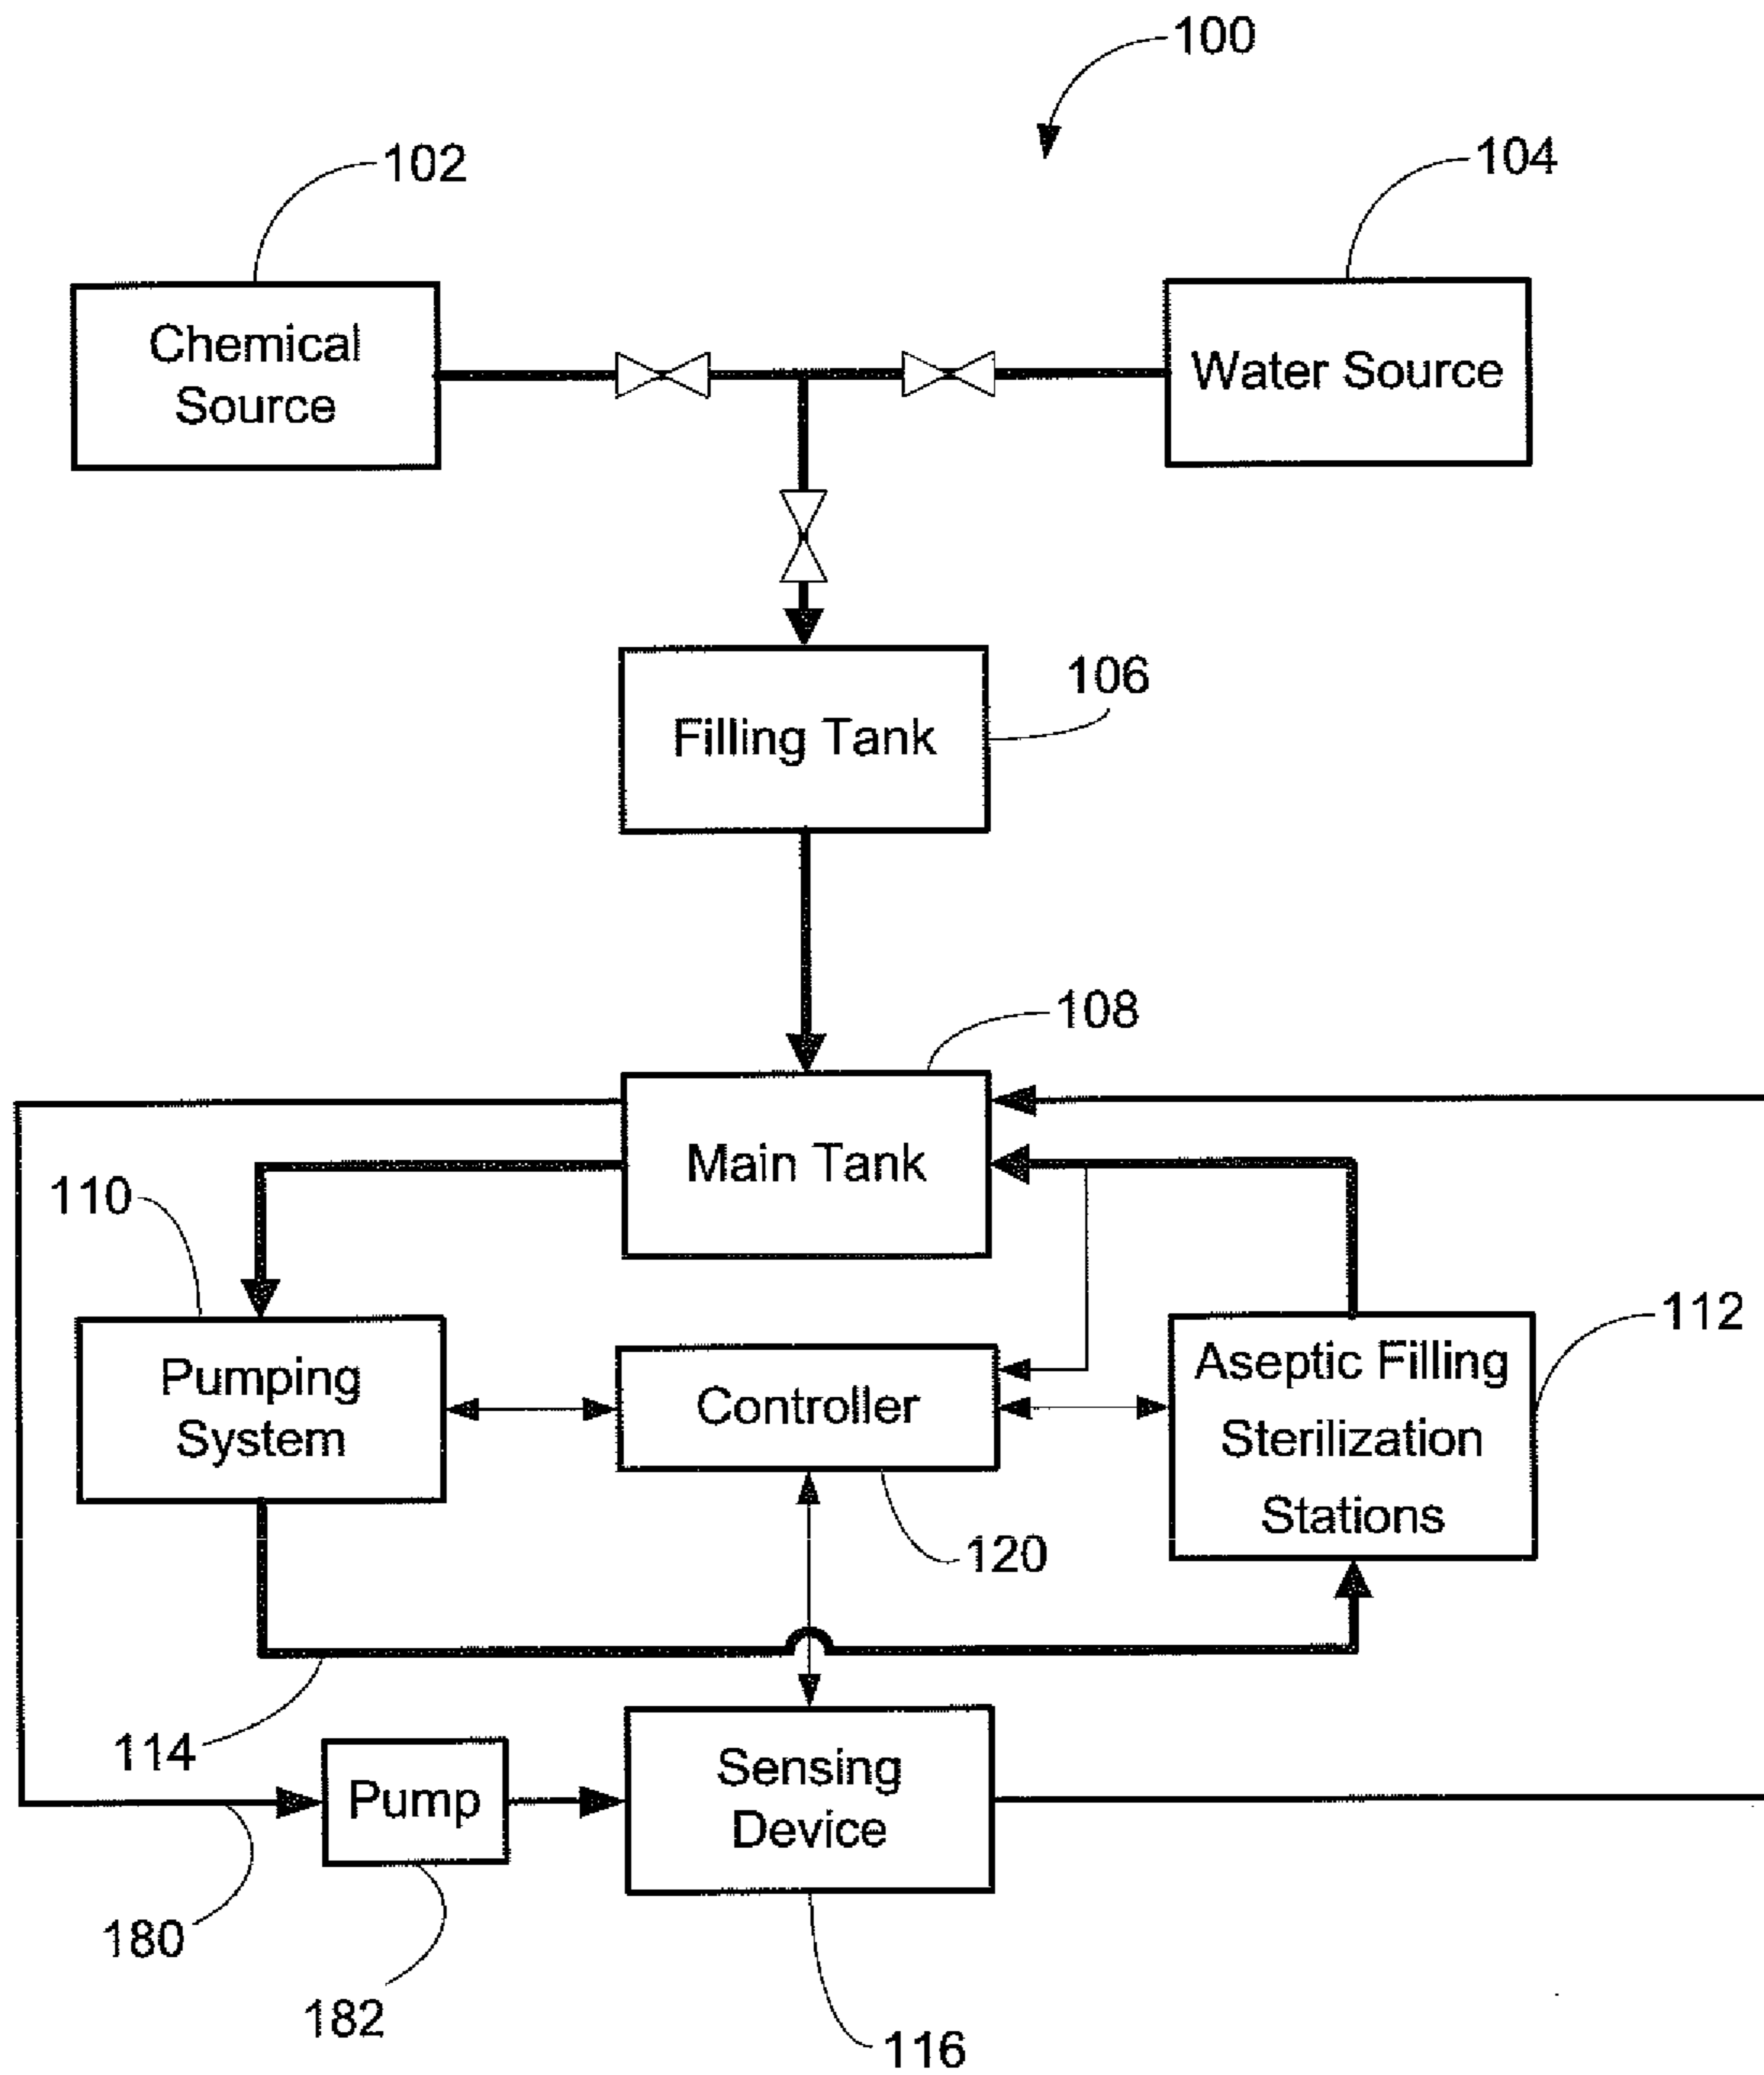 100
102
104
Chemical
Source
Water Source
106
Filling Tank
108
Main Tank
110
112
Pumping
System
Controller
Aseptic Filling
Sterilization
Stations
120
114
Pump
Sensing
Device
180
182
116